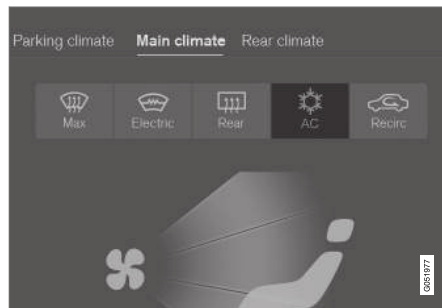 Parking climate Main climate Rear climate
Max Electric Rear AC Recirc
G051977